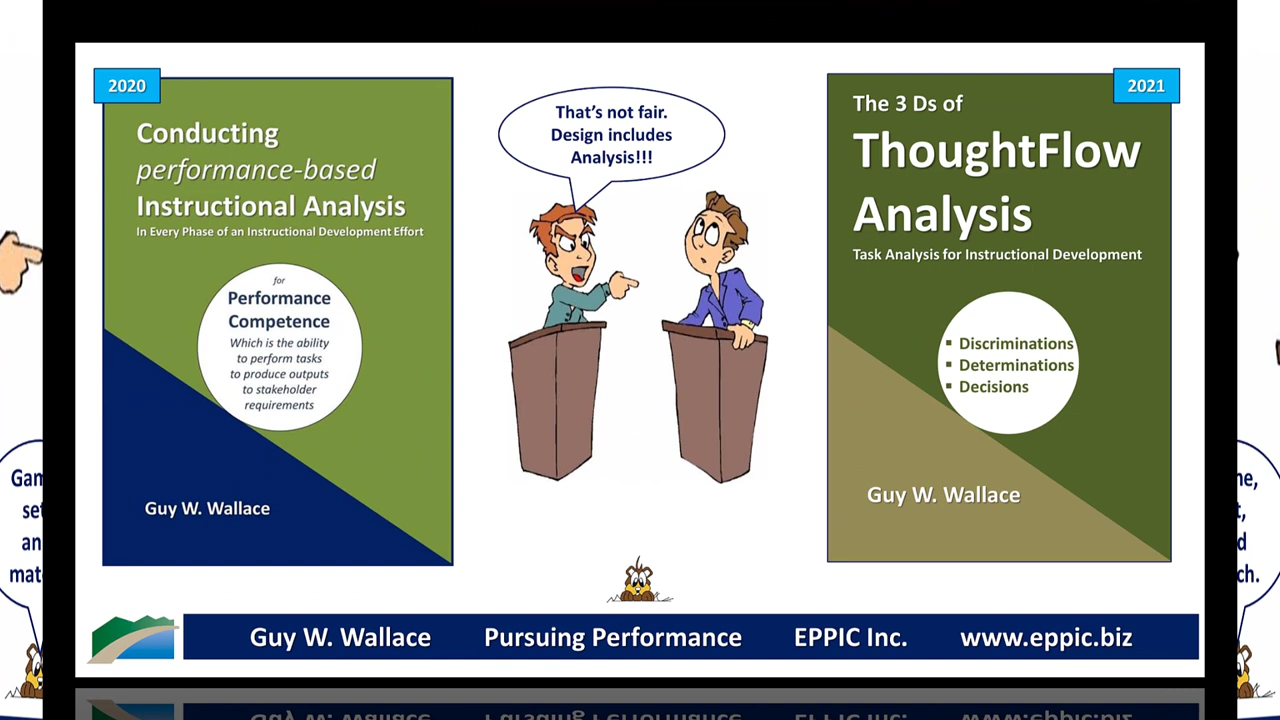 2020
Conducting
performance-based
Instructional Analysis
In Every Phase of an Instructional Development Effort
for
Performance
Competence
Which is the ability
to perform tasks
to produce outputs
to stakeholder
requirements
Guy W. Wallace
That's not fair.
Design includes
Analysis!!!
2021
The 3 Ds of
ThoughtFlow
Analysis
Task Analysis for Instructional Development
▪ Discriminations
▪ Determinations
▪ Decisions
Guy W. Wallace
Guy W. Wallace Pursuing Performance EPPIC Inc. www.eppic.biz